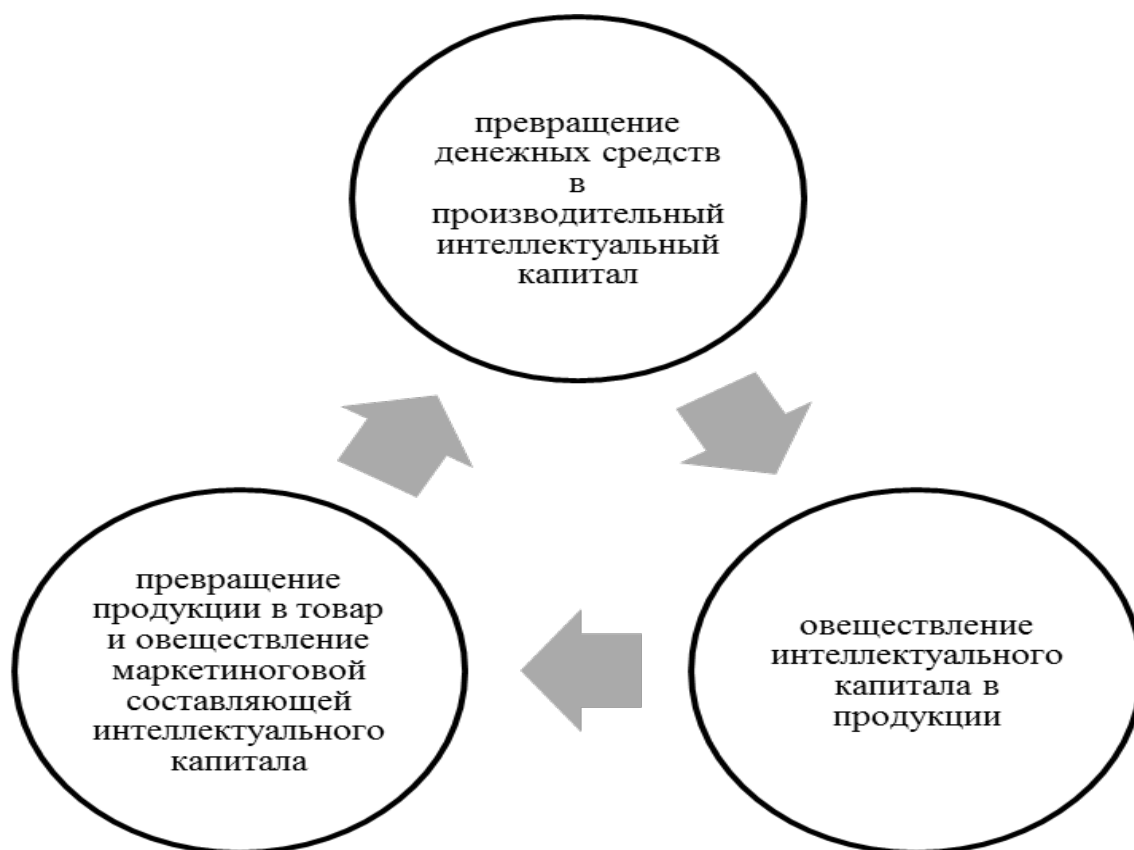 превращение
денежных средств
в
производительный
интеллектуальный
капитал
овеществление
интеллектуального
капитала в
продукции
превращение
продукции в товар
и овеществление
маркетиноговой
составляющей
интеллектуального
капитала